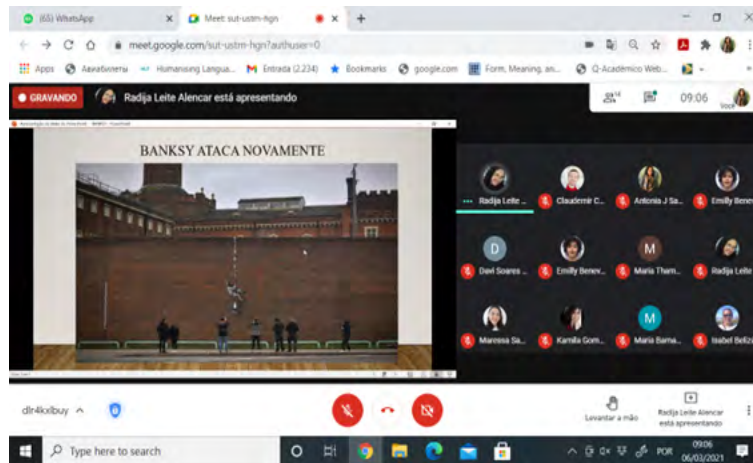 (65) WhatsApp
Meet: sut-ustm-hgn
meet.google.com/sut-ustm-hgn?authuser=0
Apps
Humanising Langua...
Entrada (2.234)
Bookmarks
google.com
Form, Meaning, an...
Q-Acadêmico Web...
GRAVANDO
Radija Leite Alencar está apresentando
09:06
Você
BANKSY ATACA NOVAMENTE
Radija Leite ...
Claudemir C...
Antonia J Sa...
Emilly Benev
D
M
Davi Soares ...
Emilly Benev...
Maria Tham...
Radija Leite
M
Maressa Sa...
Kamila Gom...
Maria Barna...
Isabel Beliza
dlr4kxlbuy
Levantar a mão
Radija Leite Alencar
está apresentando
Type here to search
POR
09:06
06/03/2021